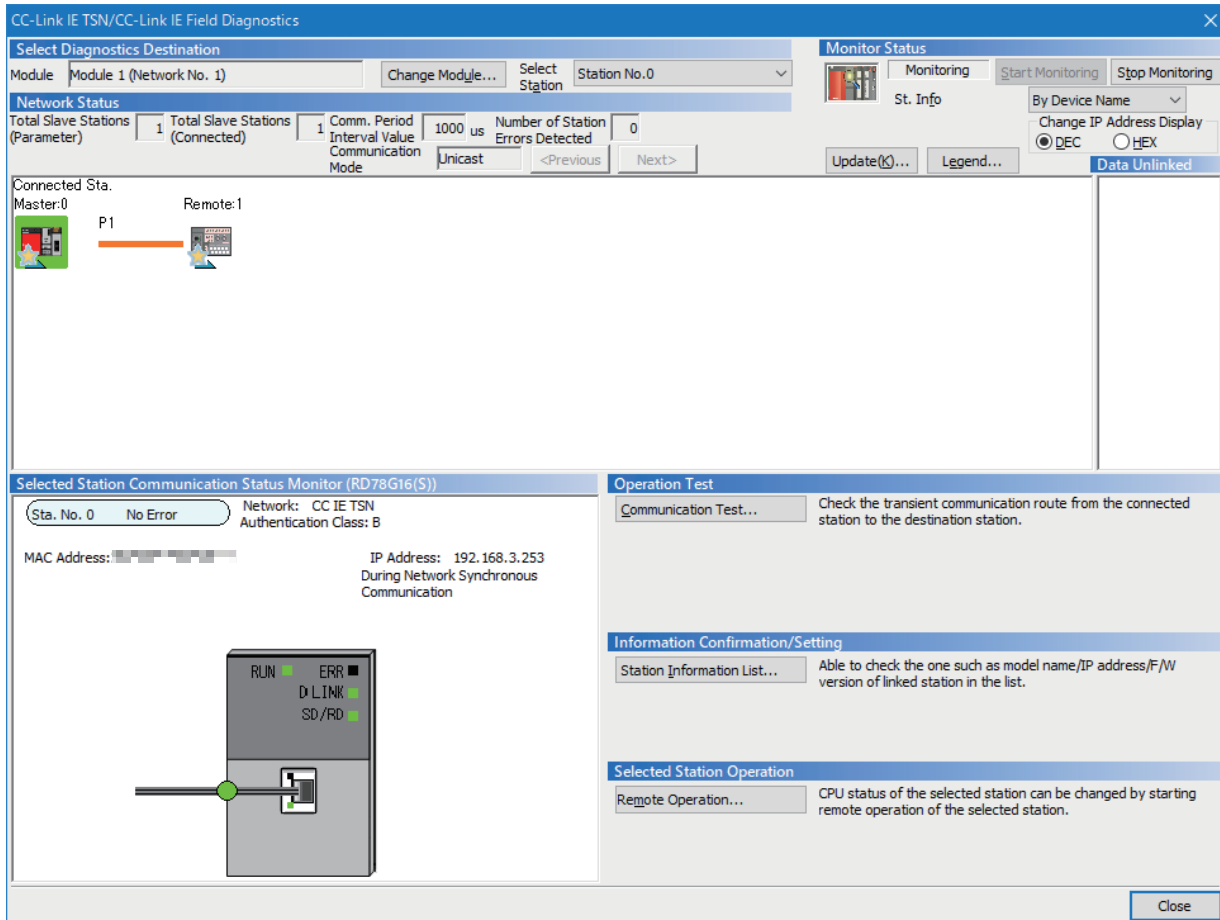 CC-Link IE TSN/CC-Link IE Field Diagnostics
Select Diagnostics Destination
Module
Module 1 (Network No. 1)
Change Module...
Select
Station
Station No.0
Monitor Status
Monitoring
Start Monitoring
Stop Monitoring
St. Info
By Device Name
Change IP Address Display
DEC
HEX
Update(K)...
Legend...
Network Status
Total Slave Stations
(Parameter)
1
Total Slave Stations
(Connected)
1
Comm. Period
Interval Value
1000 us
Number of Station
Errors Detected
0
Communication
Mode
Unicast
<Previous
Next>
Data Unlinked
Connected Sta.
Master:0
P1
Remote:1
Selected Station Communication Status Monitor (RD78G16(S))
Sta. No. 0 No Error
Network: CC IE TSN
Authentication Class: B
MAC Address:
IP Address: 192.168.3.253
During Network Synchronous
Communication
RUN
ERR
D LINK
SD/RD
Operation Test
Communication Test...
Check the transient communication route from the connected
station to the destination station.
Information Confirmation/Setting
Station Information List...
Able to check the one such as model name/IP address/F/W
version of linked station in the list.
Selected Station Operation
Remote Operation...
CPU status of the selected station can be changed by starting
remote operation of the selected station.
Close